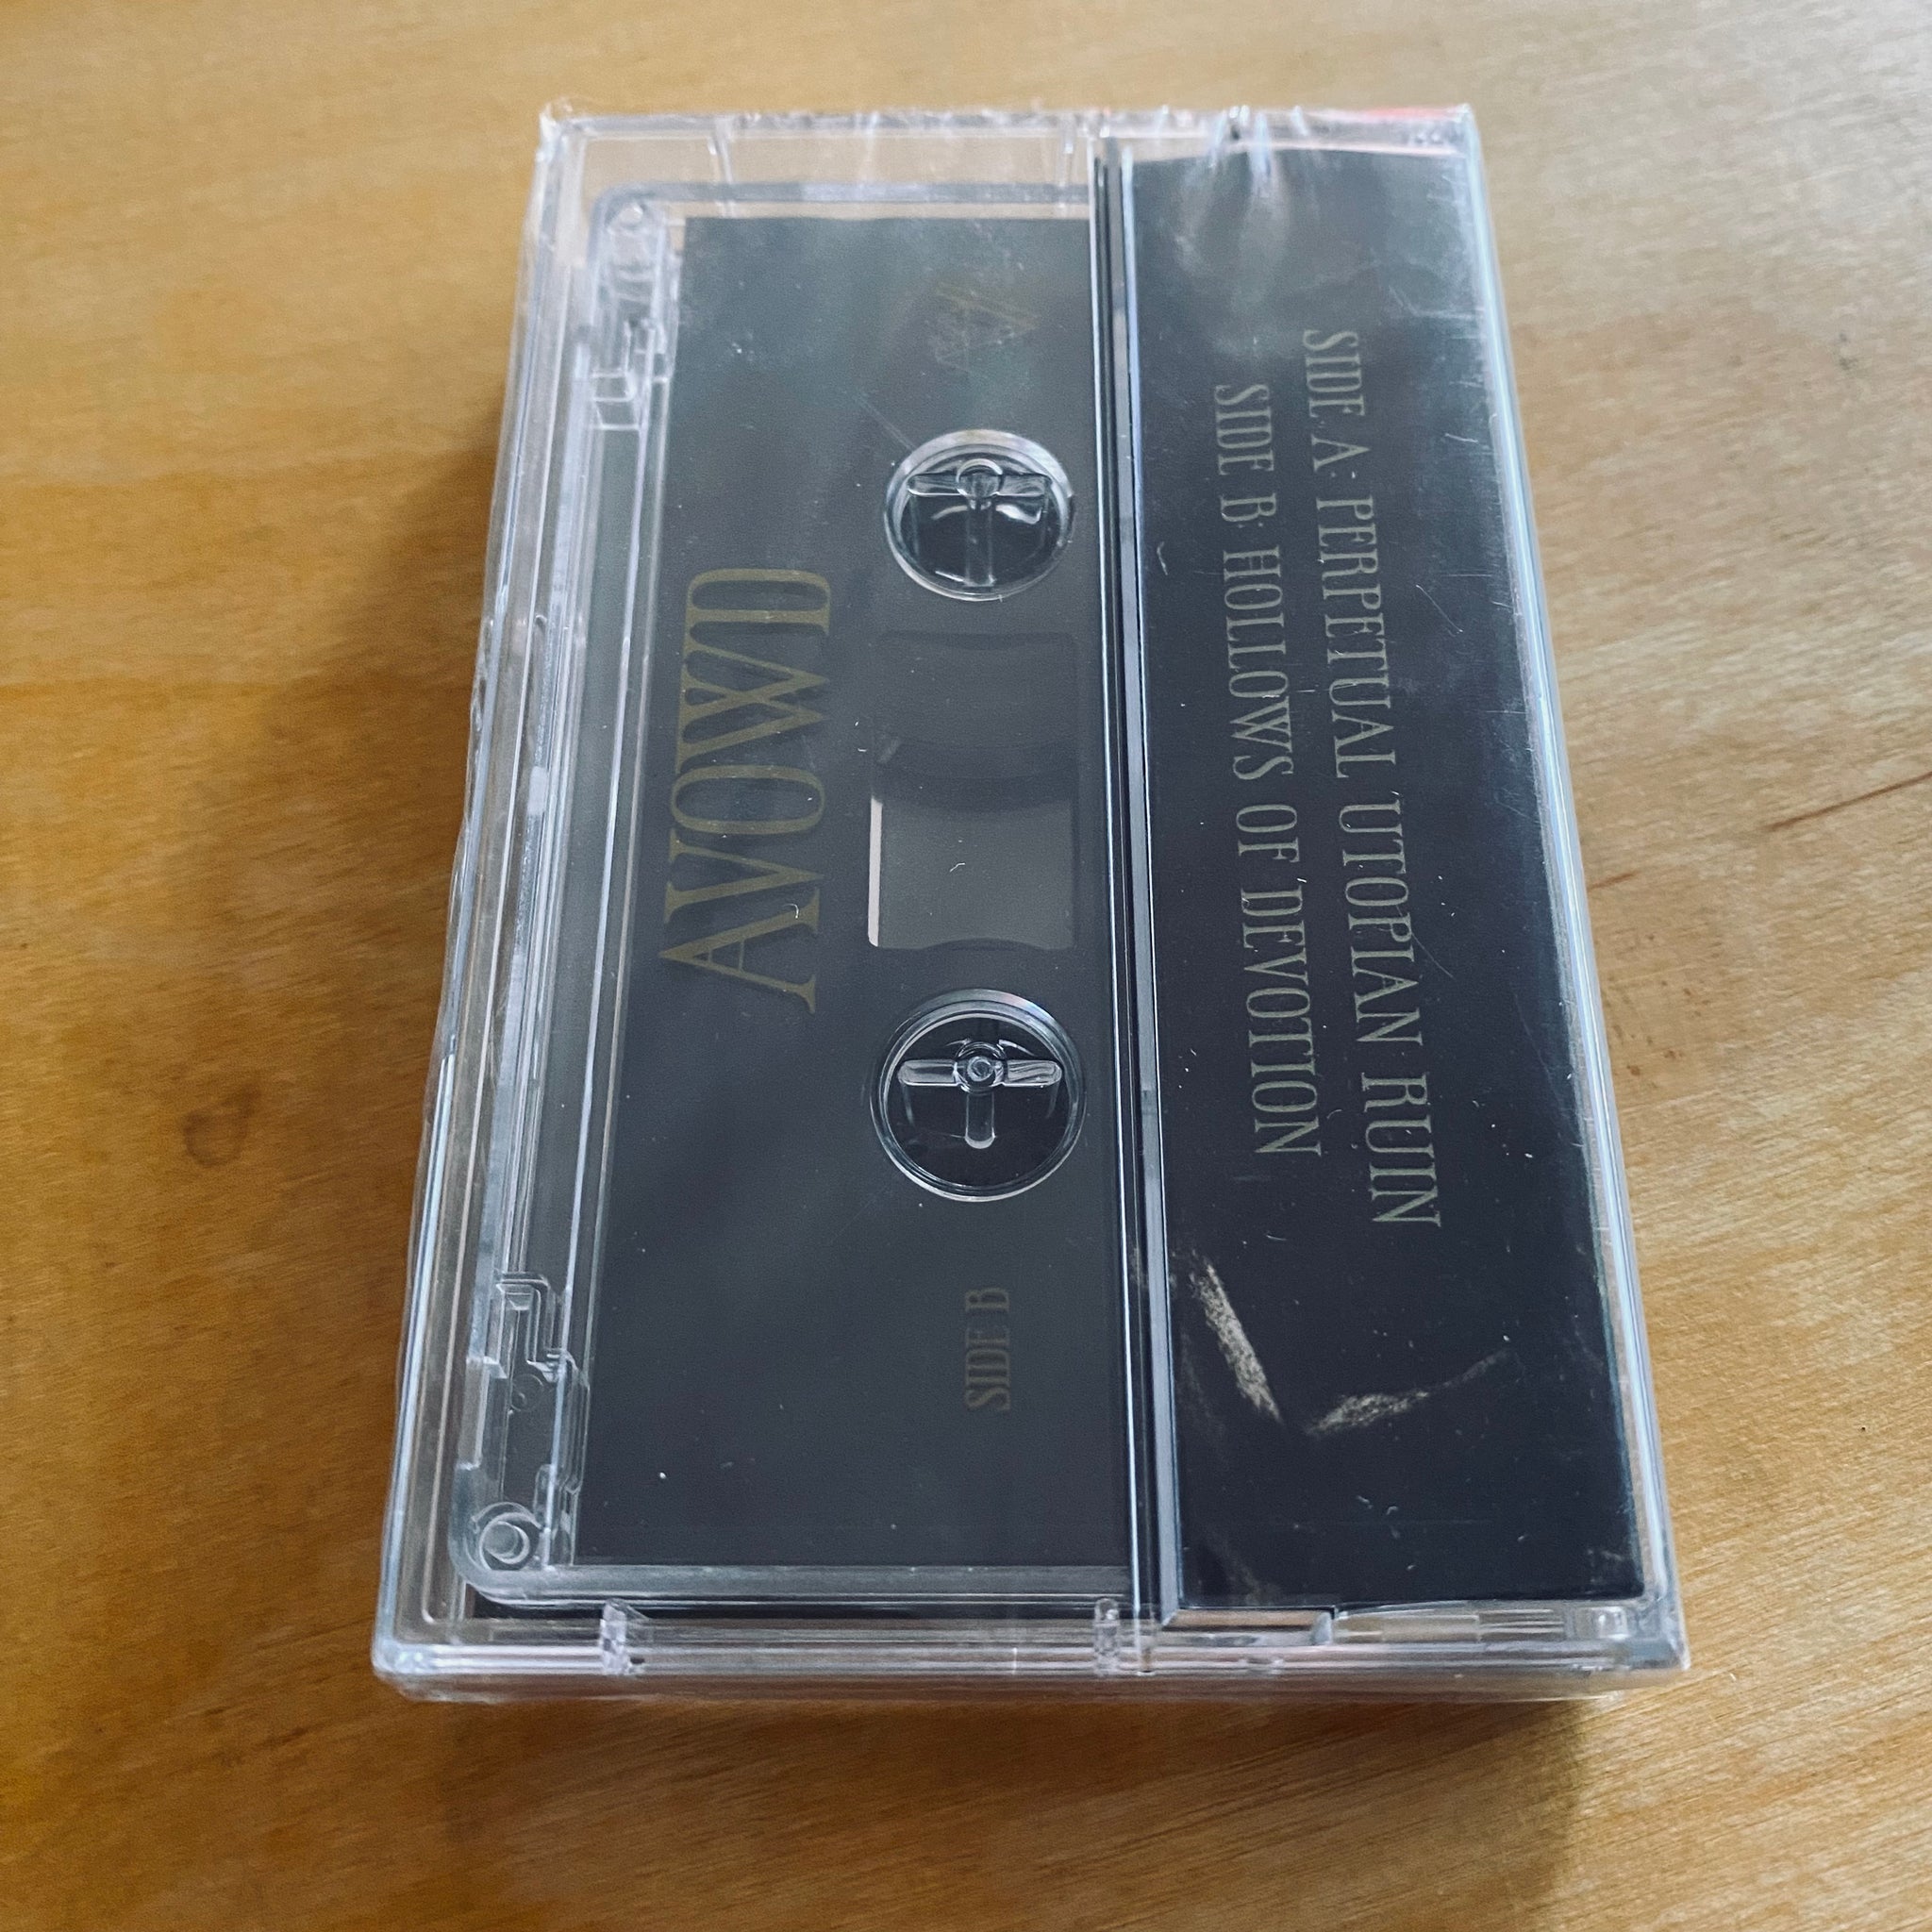 AVOWD
SIDE B
SIDE A: PERPETUAL UTOPIAN RUIN
SIDE B: HOLLOWS OF DEVOTION